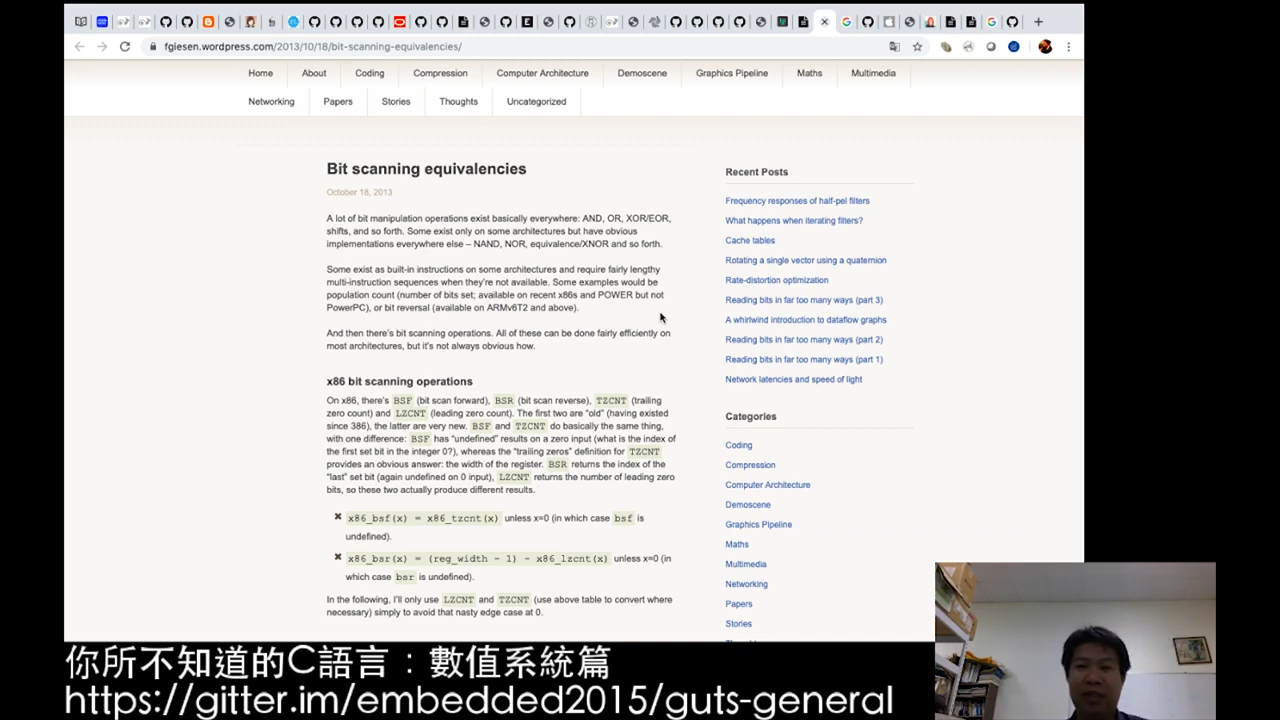 fgiesen.wordpress.com/2013/10/18/bit-scanning-equivalencies/
Home About Coding Compression Computer Architecture Demoscene Graphics Pipeline Maths Multimedia
Networking Papers Stories Thoughts Uncategorized
Bit scanning equivalencies
October 18, 2013
A lot of bit manipulation operations exist basically everywhere: AND, OR, XOR/EOR,
shifts, and so forth. Some exist only on some architectures but have obvious
implementations everywhere else – NAND, NOR, equivalence/XNOR and so forth.
Some exist as built-in instructions on some architectures and require fairly lengthy
multi-instruction sequences when they're not available. Some examples would be
population count (number of bits set; available on recent x86s and POWER but not
PowerPC), or bit reversal (available on ARMv6T2 and above).
And then there's bit scanning operations. All of these can be done fairly efficiently on
most architectures, but it's not always obvious how.
x86 bit scanning operations
On x86, there's BSF (bit scan forward), BSR (bit scan reverse), TZCNT (trailing
zero count) and LZCNT (leading zero count). The first two are “old” (having existed
since 386), the latter are very new. BSF and TZCNT do basically the same thing,
with one difference: BSF has “undefined” results on a zero input (what is the index of
the first set bit in the integer 0?), whereas the “trailing zeros” definition for TZCNT
provides an obvious answer: the width of the register. BSR returns the index of the
“last” set bit (again undefined on 0 input), LZCNT returns the number of leading zero
bits, so these two actually produce different results.
x86_bsf(x) = x86_tzcnt(x) unless x=0 (in which case bsf is
undefined).
x86_bsr(x) = (reg_width - 1) - x86_lzcnt(x) unless x=0 (in
which case bsr is undefined).
In the following, I'll only use LZCNT and TZCNT (use above table to convert where
necessary) simply to avoid that nasty edge case at 0.
Recent Posts
Frequency responses of half-pel filters
What happens when iterating filters?
Cache tables
Rotating a single vector using a quaternion
Rate-distortion optimization
Reading bits in far too many ways (part 3)
A whirlwind introduction to dataflow graphs
Reading bits in far too many ways (part 2)
Reading bits in far too many ways (part 1)
Network latencies and speed of light
Categories
Coding
Compression
Computer Architecture
Demoscene
Graphics Pipeline
Maths
Multimedia
Networking
Papers
Stories
你所不知道的C語言：數值系統篇
https://gitter.im/embedded2015/guts-general